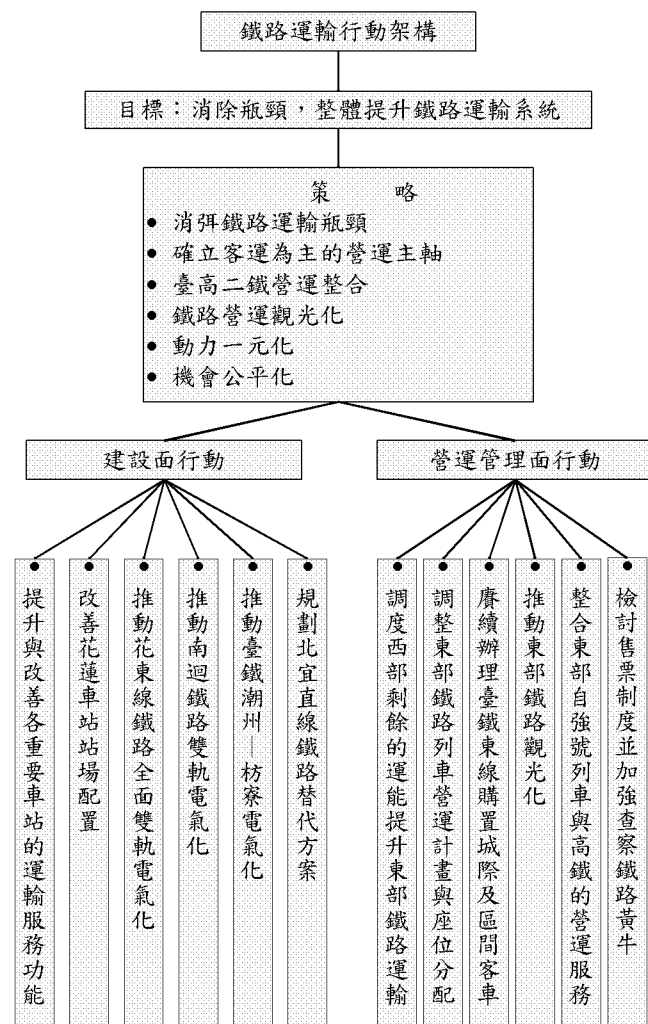 鐵路運輸行動架構
目標：消除瓶頸，整體提升鐵路運輸系統
策 略
● 消弭鐵路運輸瓶頸
● 確立客運為主的營運主軸
● 臺高二鐵營運整合
● 鐵路營運觀光化
● 動力一元化
● 機會公平化
建設面行動
● 提升與改善各重要車站的運輸服務功能
● 改善花蓮車站站場配置
● 推動花東線鐵路全面雙軌電氣化
● 推動南迴鐵路雙軌電氣化
● 推動臺鐵潮州—枋寮電氣化
● 規劃北宜直線鐵路替代方案
營運管理面行動
● 調度西部剩餘的運能提升東部鐵路運輸
● 調整東部鐵路列車營運計畫與座位分配
● 賡續辦理臺鐵東線購置城際及區間客車
● 推動東部鐵路觀光化
● 整合東部自強號列車與高鐵的營運服務
● 檢討售票制度並加強查察鐵路黃牛